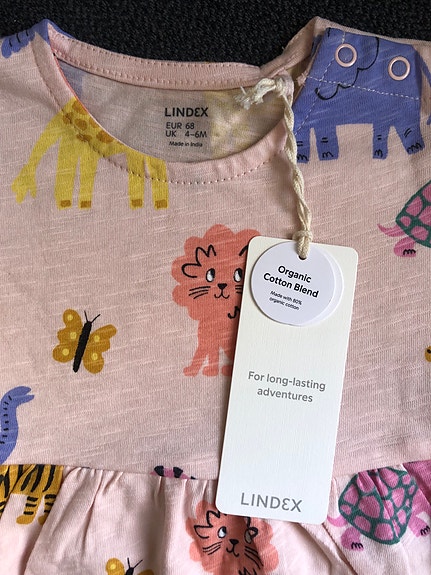 LINDEX
EUR 68
UK 4-6M
Made in India
Organic
Cotton Blend
Made with 80%
organic cotton
For long-lasting
adventures
LINDEX